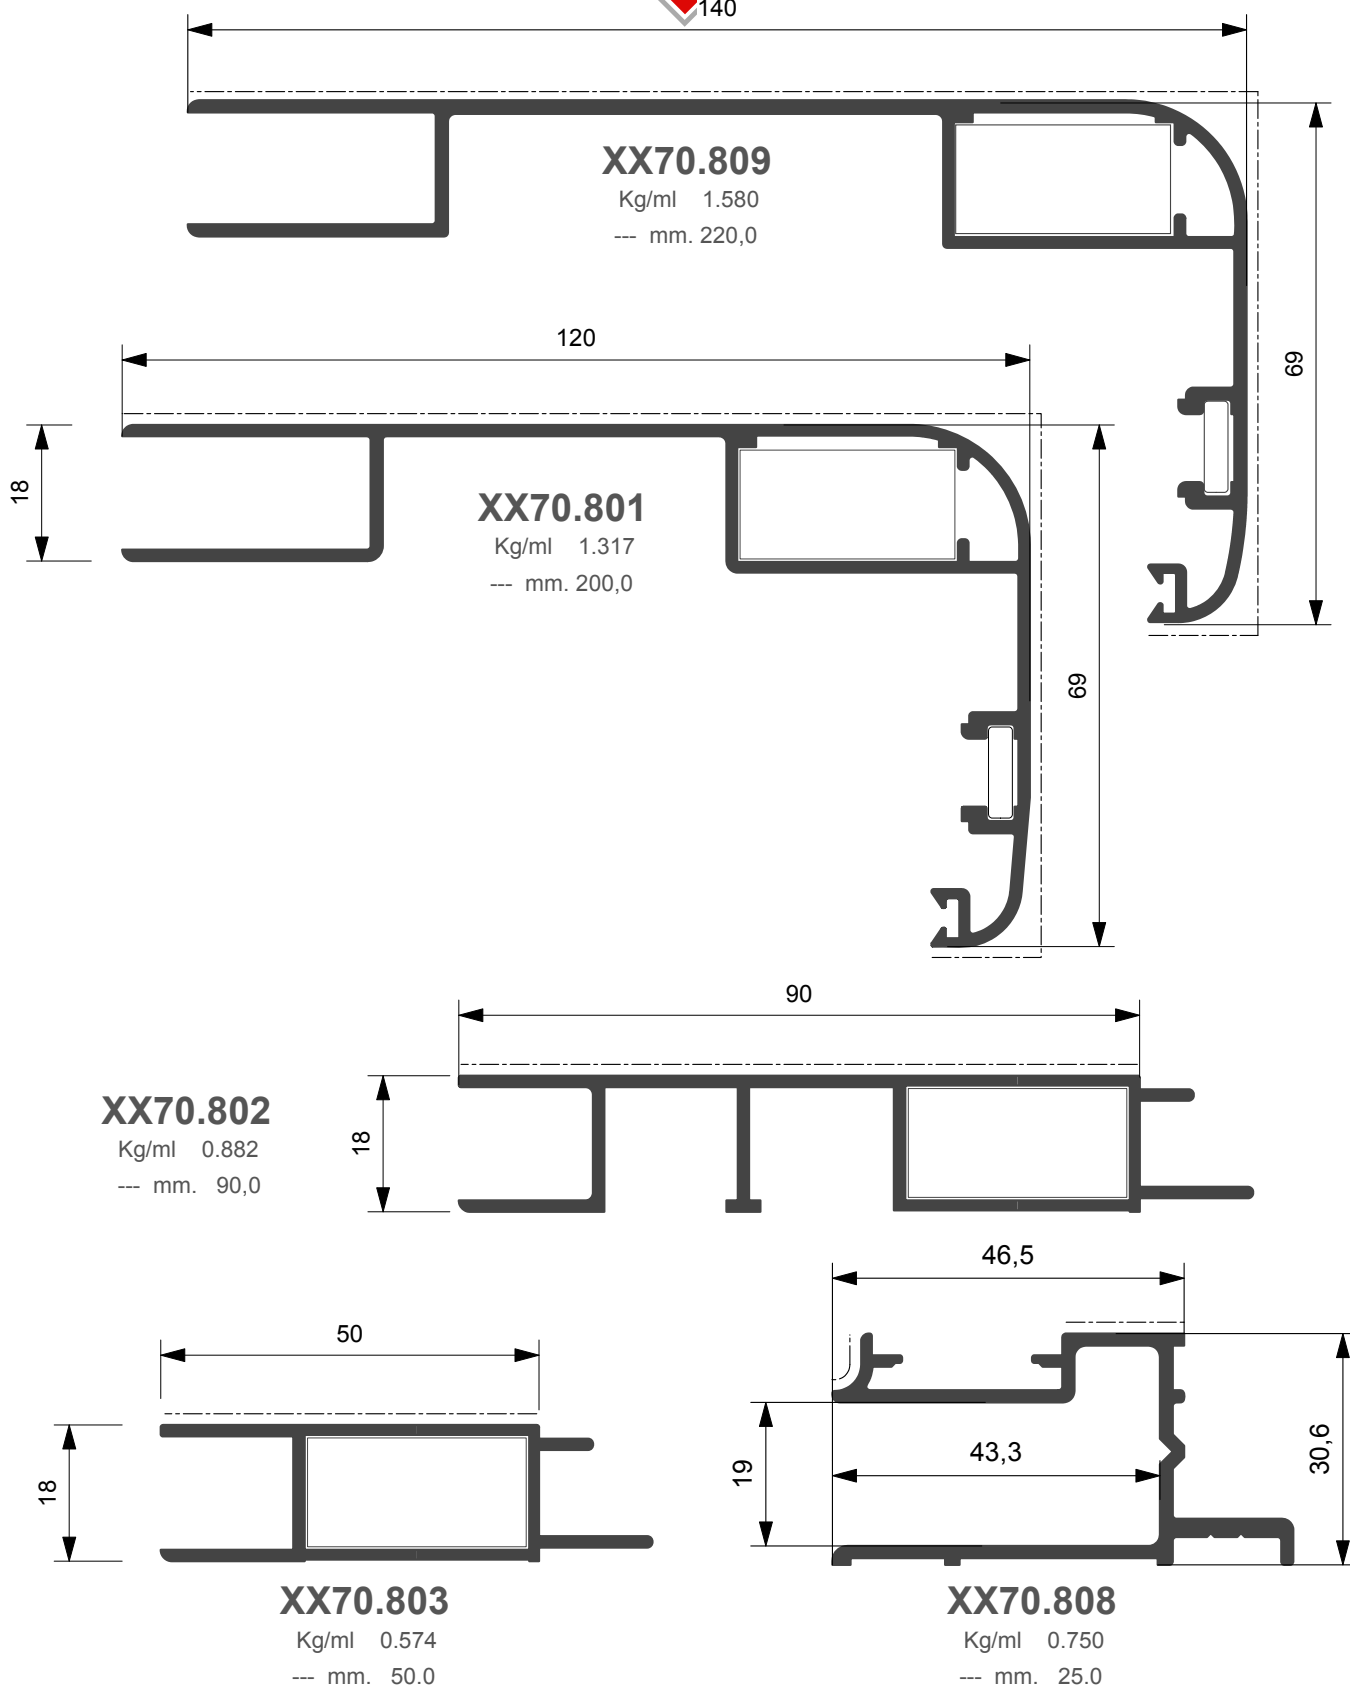 140
XX70.809
Kg/ml 1.580
--- mm. 220,0
69
120
18
XX70.801
Kg/ml 1.317
--- mm. 200,0
69
90
XX70.802
Kg/ml 0.882
--- mm. 90,0
18
46,5
50
18
19
43,3
30,6
XX70.803
Kg/ml 0.574
--- mm. 50.0
XX70.808
Kg/ml 0.750
--- mm. 25.0